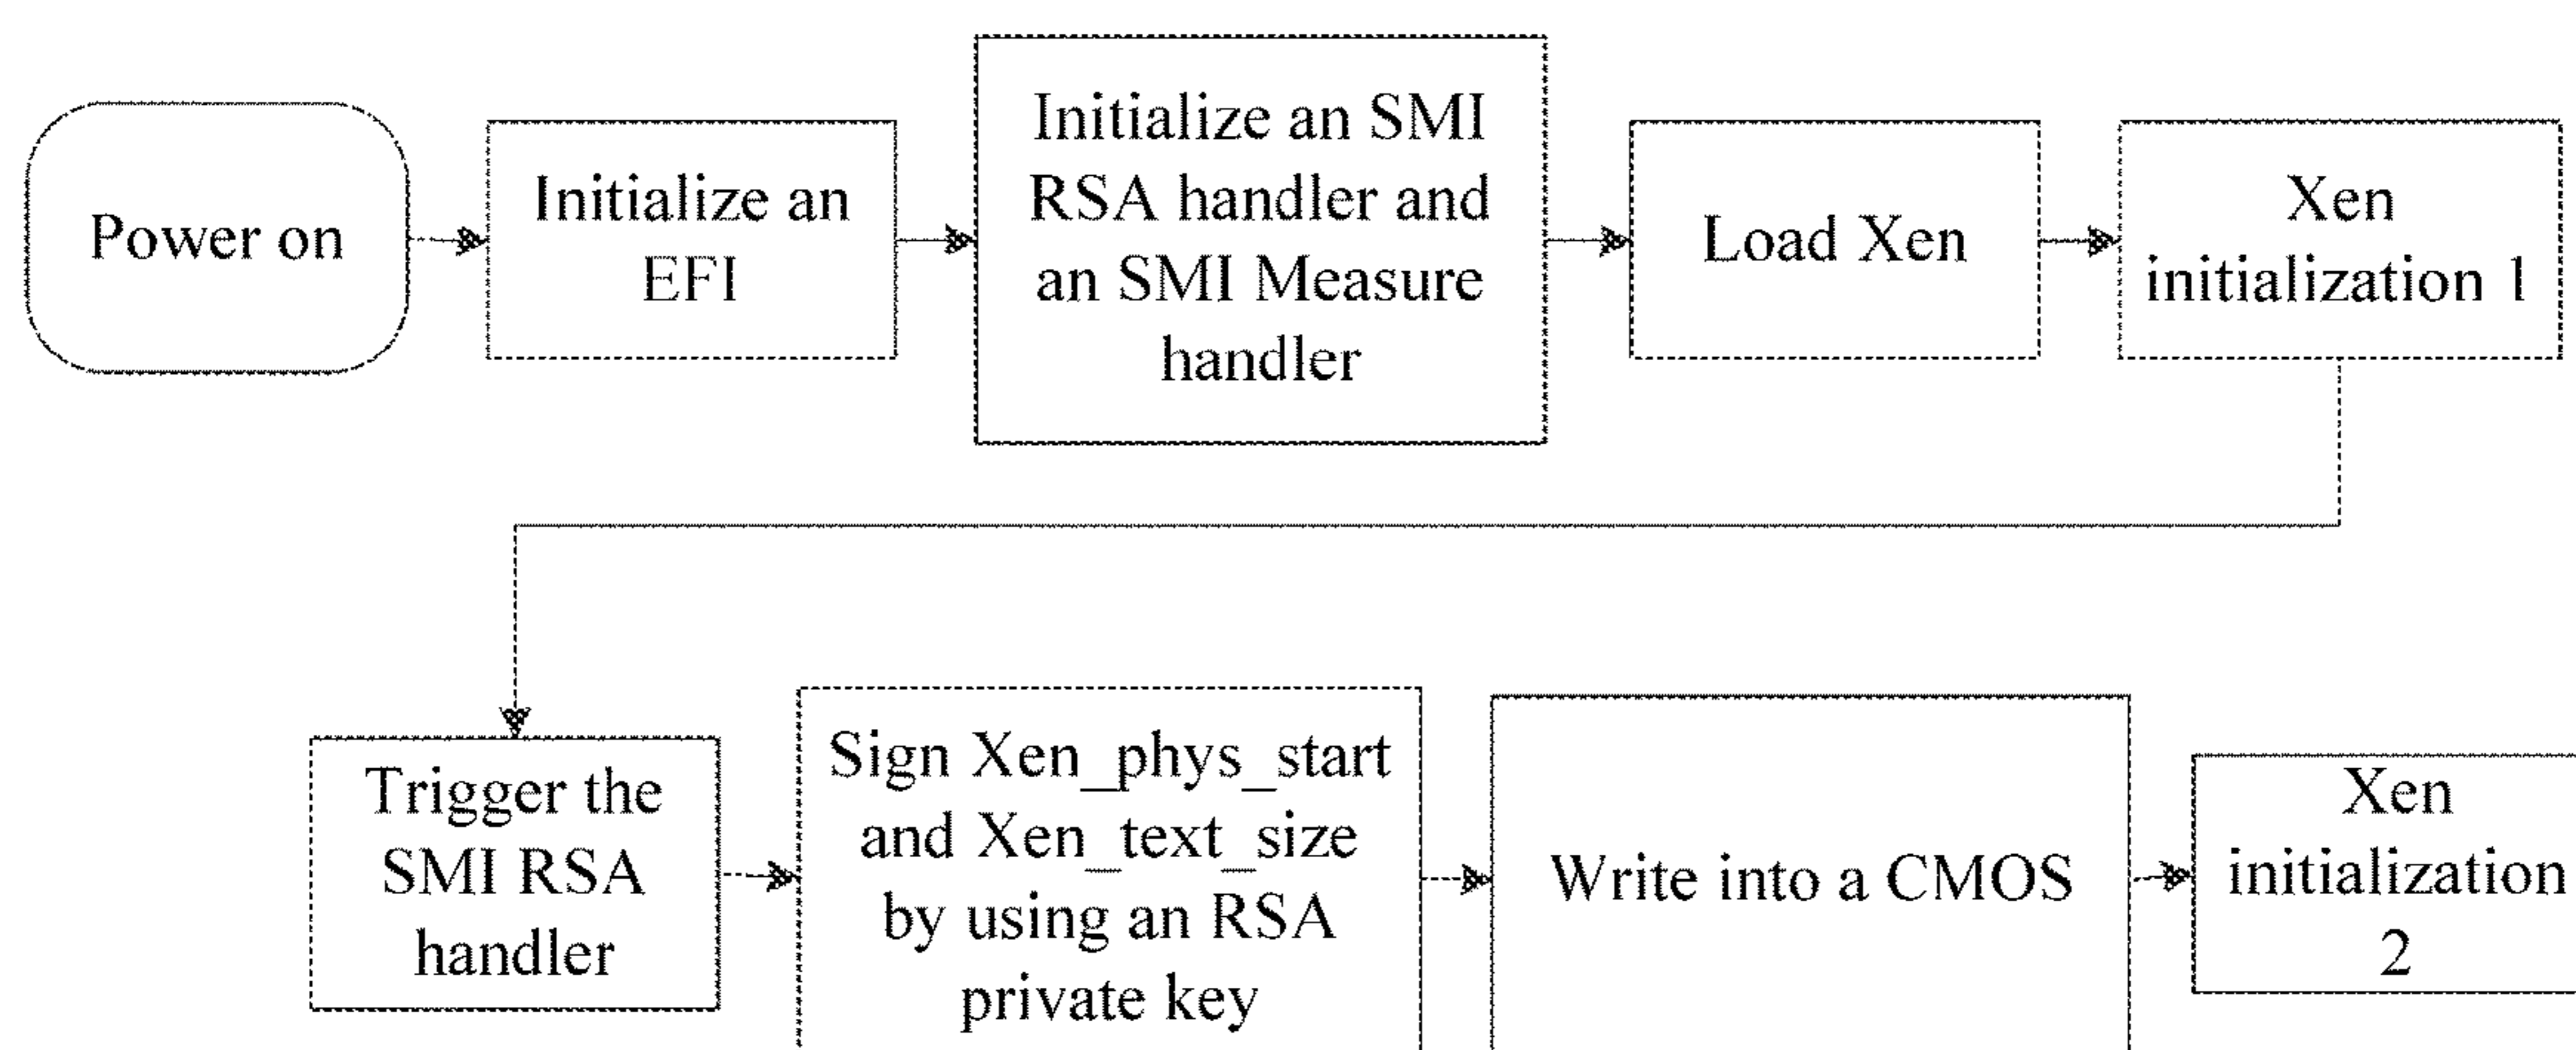 Power on
Initialize an
EFI
Initialize an SMI
RSA handler and
an SMI Measure
handler
Load Xen
Xen
initialization 1
Trigger the
SMI RSA
handler
Sign Xen_phys_start
and Xen_text_size
by using an RSA
private key
Write into a CMOS
Xen
initialization
2